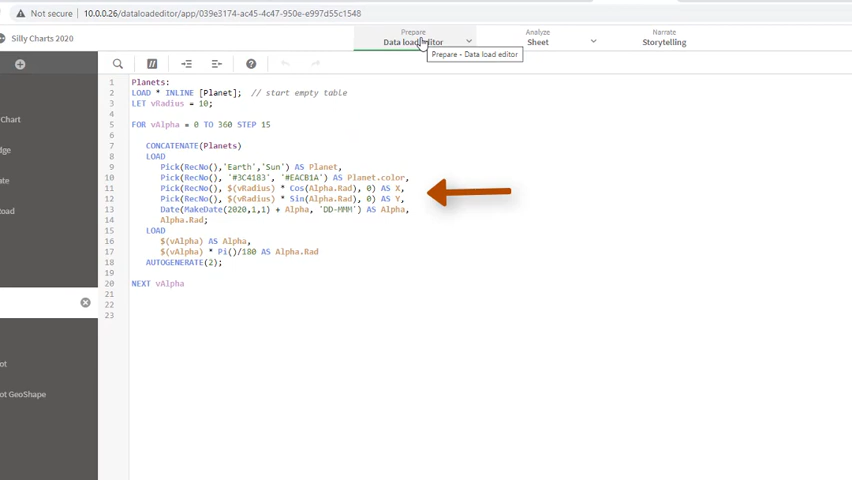 Not secure | 10.0.0.26/dataloadeditor/app/039e3174-ac45-4c47-950e-e997d55c1548
Silly Charts 2020
Prepare
Data load editor
Analyze
Sheet
Narrate
Storytelling
Prepare - Data load editor
1 Planets:
2 LOAD * INLINE [Planet]; // start empty table
3 LET vRadius = 10;
4
5 FOR vAlpha = 0 TO 360 STEP 15
6
7 CONCATENATE(Planets)
8 LOAD
9 Pick(RecNo(),'Earth','Sun') AS Planet,
10 Pick(RecNo(), '#3C4183', '#EACB1A') AS Planet.color,
11 Pick(RecNo(), $(vRadius) * Cos(Alpha.Rad), 0) AS X,
12 Pick(RecNo(), $(vRadius) * Sin(Alpha.Rad), 0) AS Y,
13 Date(MakeDate(2020,1,1) + Alpha, 'DD-MMM') AS Alpha,
14 Alpha.Rad;
15 LOAD
16 $(vAlpha) AS Alpha,
17 $(vAlpha) * Pi()/180 AS Alpha.Rad
18 AUTOGENERATE(2);
19
20 NEXT vAlpha
21
22
23
Chart
dge
ate
Road
ot
ot GeoShape